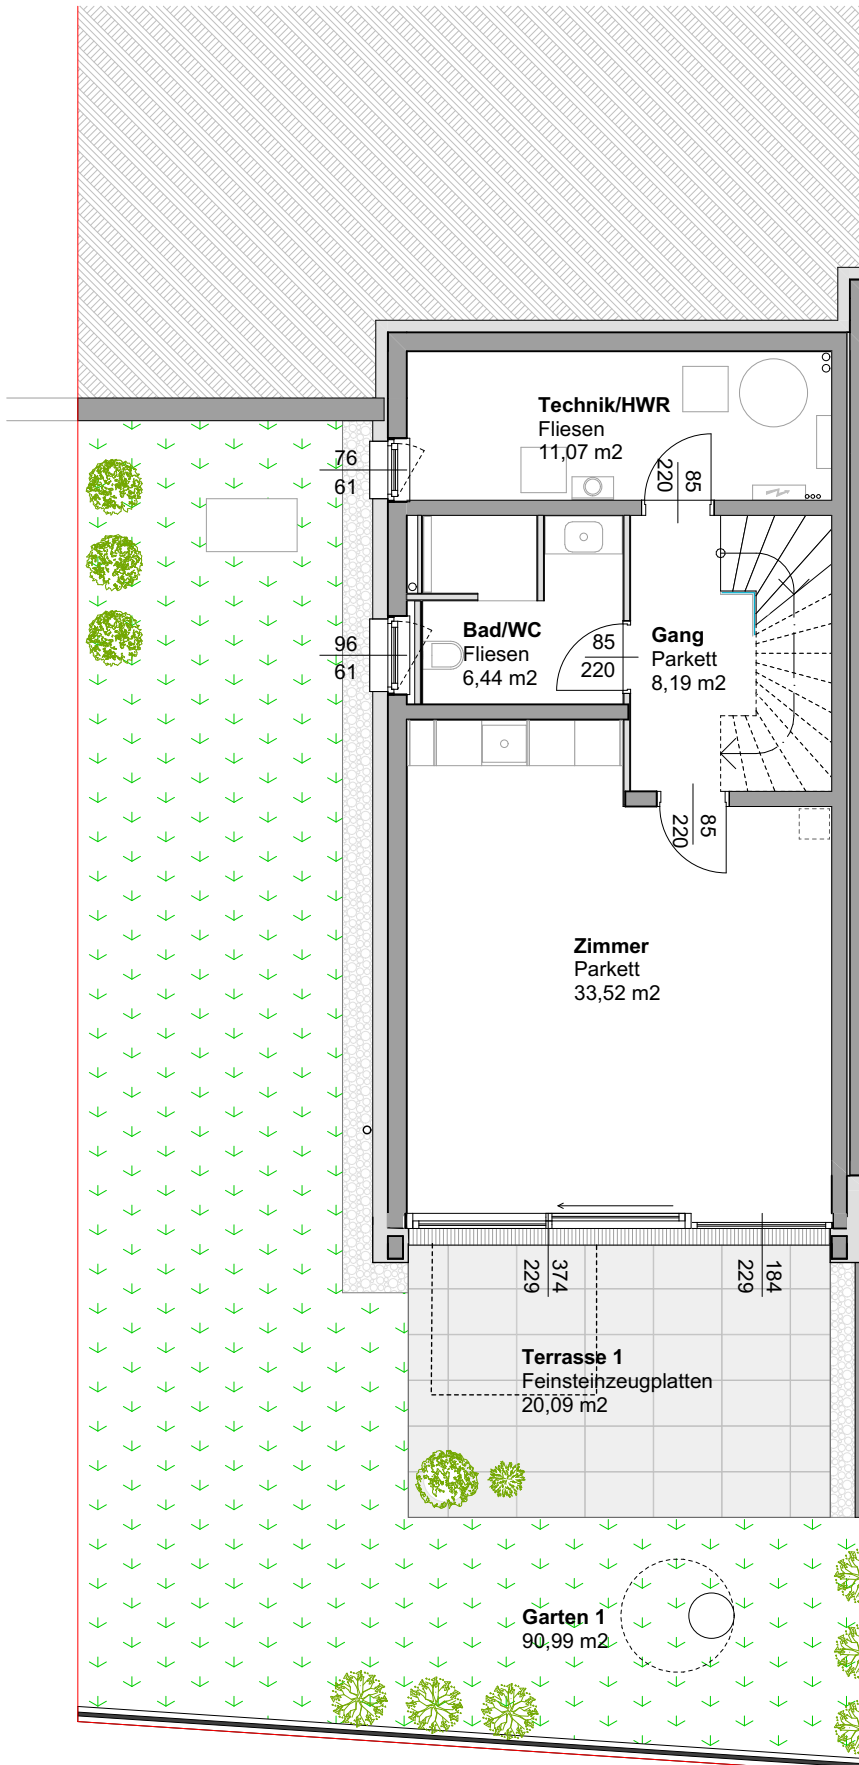 Technik/HWR
Fliesen
11,07 m2
76
61
85
220
Bad/WC
Fliesen
6,44 m2
96
61
85
220
Gang
Parkett
8,19 m2
85
220
Zimmer
Parkett
33,52 m2
374
229
184
229
Terrasse 1
Feinsteinzeugplatten
20,09 m2
Garten 1
90,99 m2